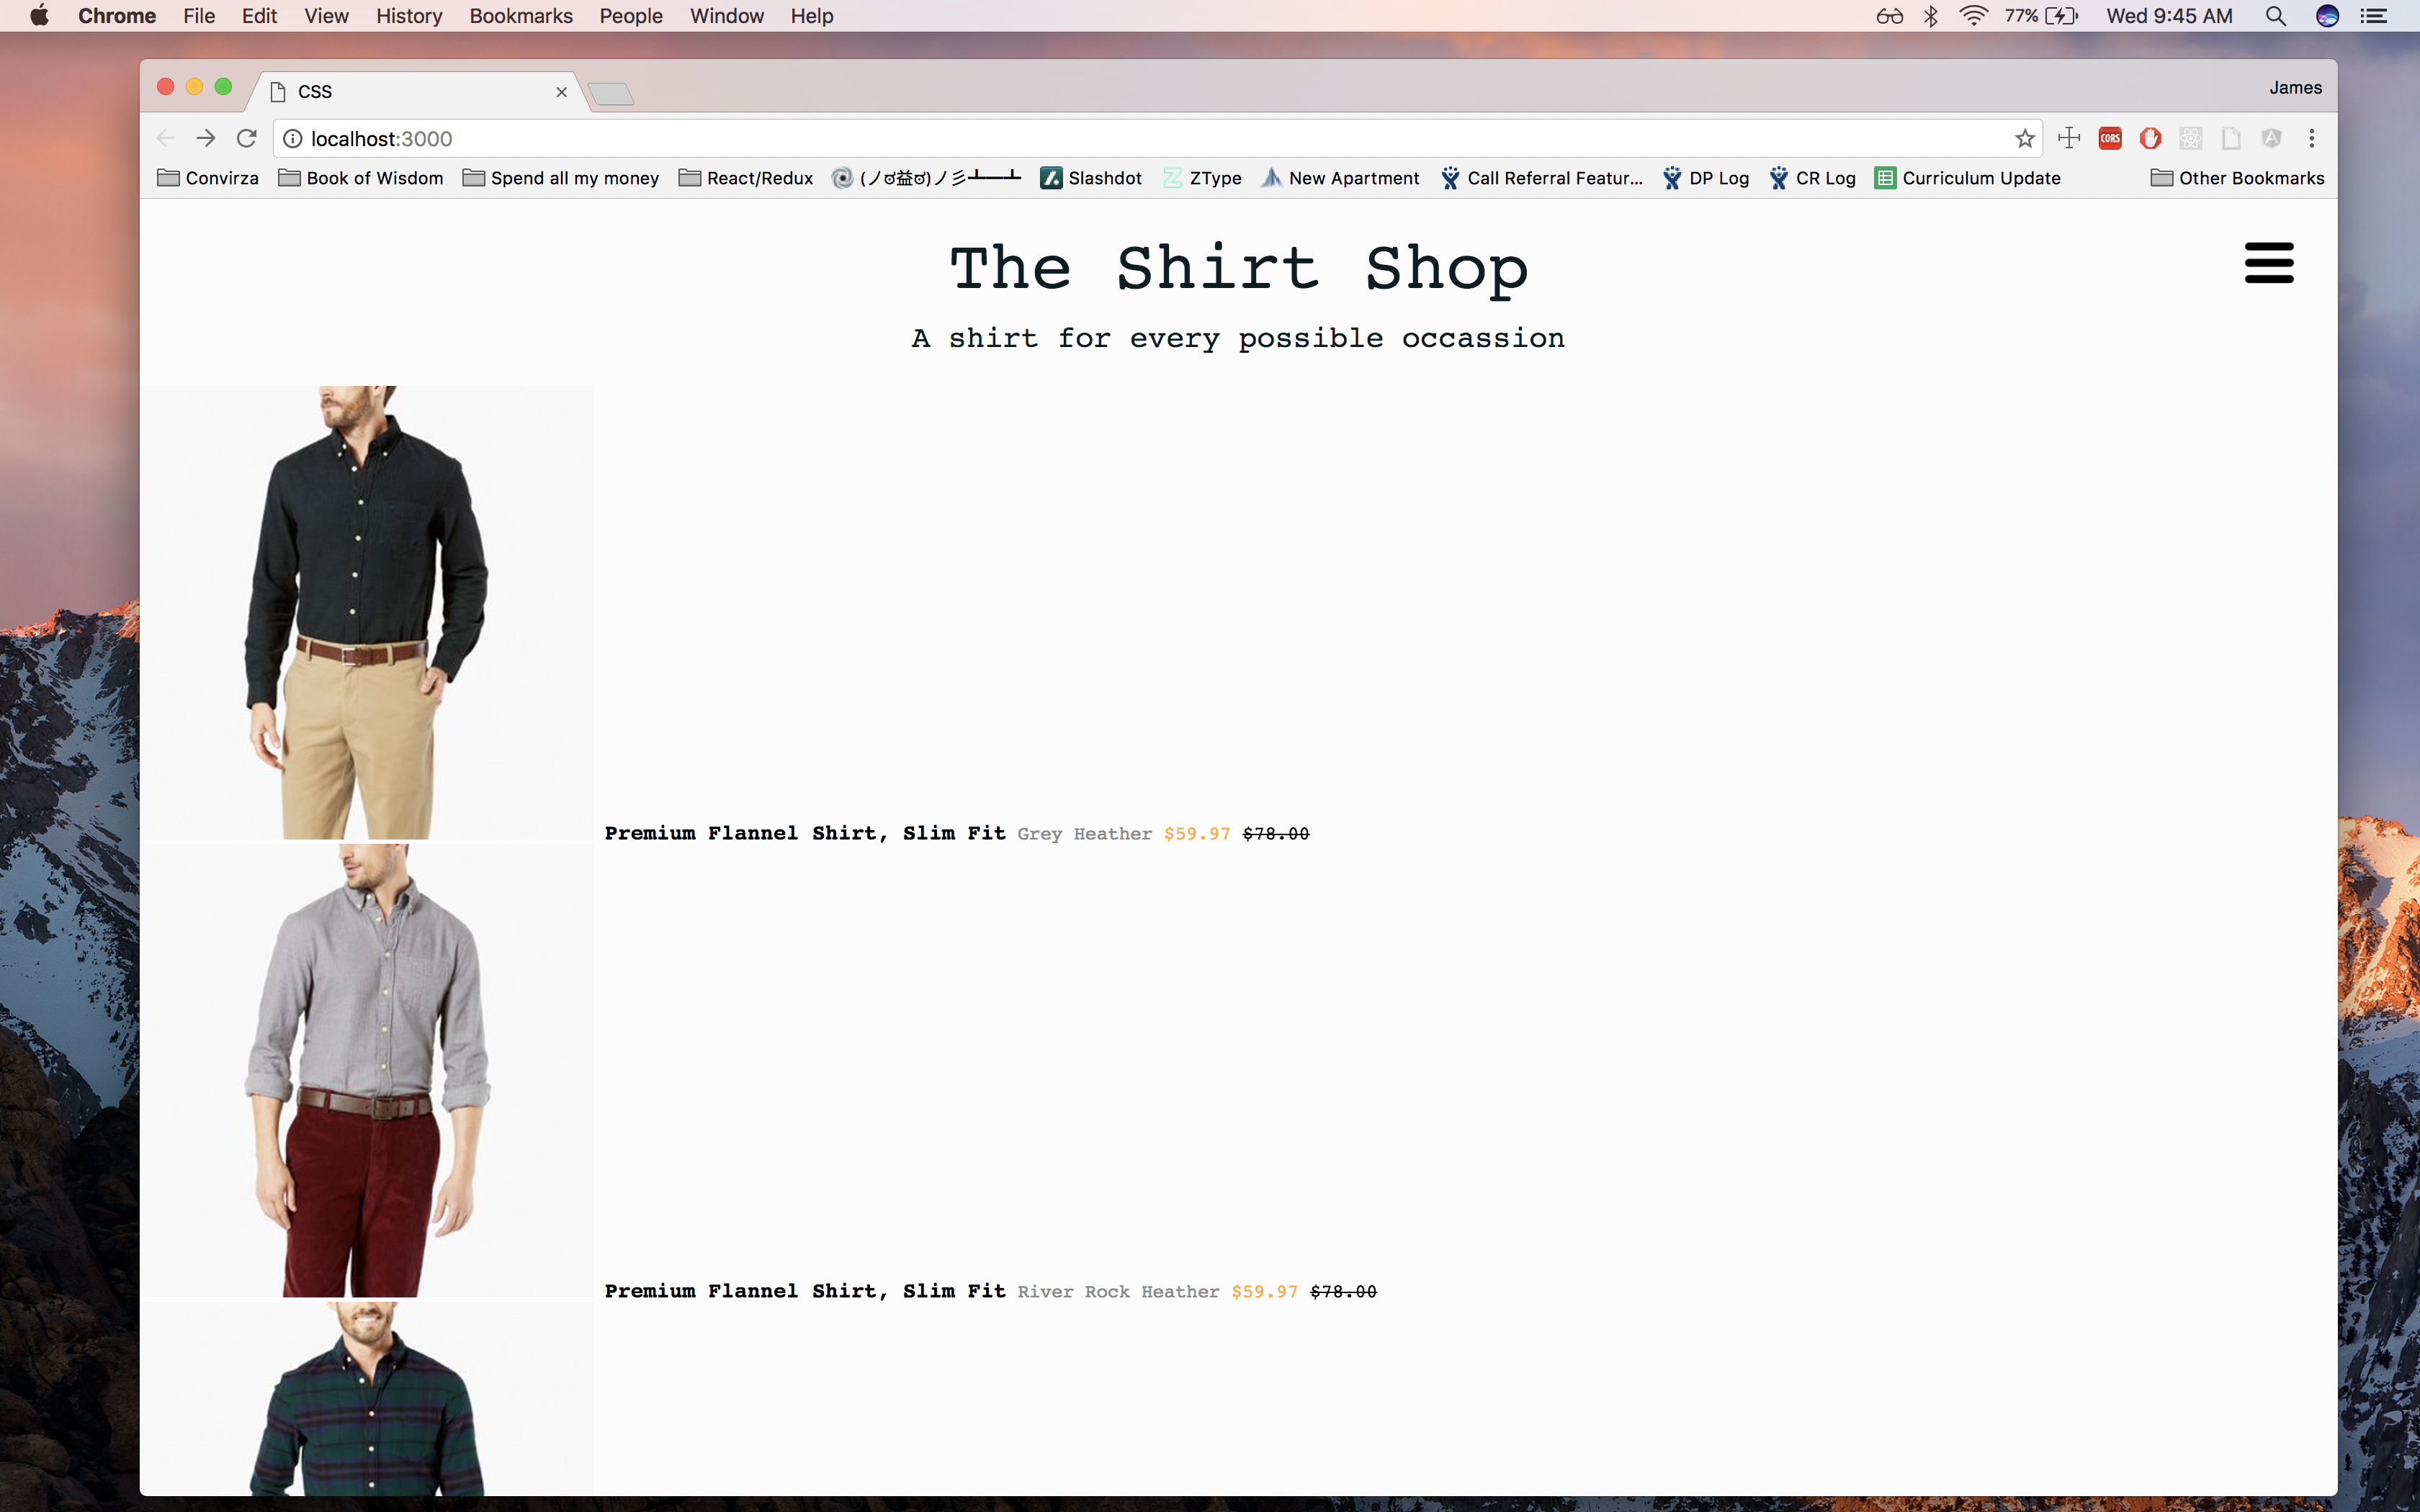 Chrome File Edit View History Bookmarks People Window Help 77% Wed 9:45 AM
CSS James
localhost:3000 CORS
Convirza Book of Wisdom Spend all my money React/Redux (ノಠ益ಠ)ノ彡┻━┻ Slashdot ZType New Apartment Call Referral Featur... DP Log CR Log Curriculum Update Other Bookmarks
The Shirt Shop
A shirt for every possible occassion
Premium Flannel Shirt, Slim Fit Grey Heather $59.97 $78.00
Premium Flannel Shirt, Slim Fit River Rock Heather $59.97 $78.00